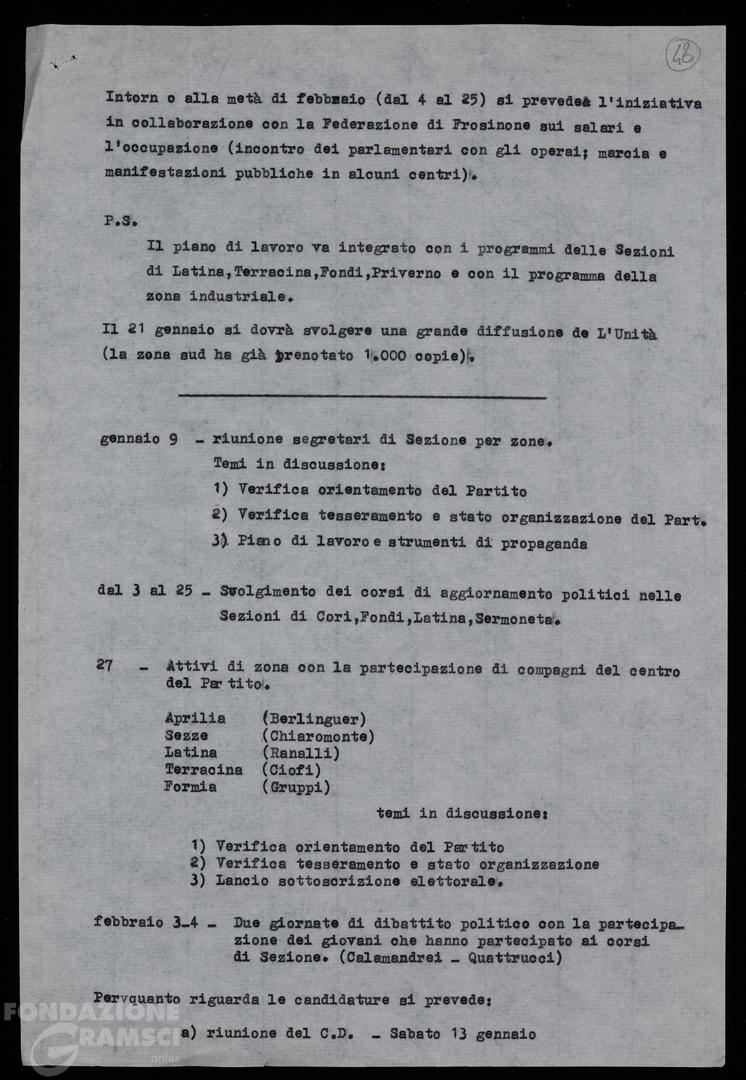 48
Intorn o alla metà di febbraio (dal 4 al 25) si prevede l'iniziativa
in collaborazione con la Federazione di Frosinone sui salari e
l'occupazione (incontro dei parlamentari con gli operai; marcia e
manifestazioni pubbliche in alcuni centri).
P.S.
Il piano di lavoro va integrato con i programmi delle Sezioni
di Latina,Terracina,Fondi,Priverno e con il programma della
zona industriale.
Il 21 gennaio si dovrà svolgere una grande diffusione de L'Unità
(la zona sud ha già prenotato 1.000 copie).
gennaio 9 - riunione segretari di Sezione per zone.
Temi in discussione:
1) Verifica orientamento del Partito
2) Verifica tesseramento e stato organizzazione del Part.
3) Piano di lavoro e strumenti di propaganda
dal 3 al 25 - Svolgimento dei corsi di aggiornamento politici nelle
Sezioni di Cori,Fondi,Latina,Sermoneta.
27 - Attivi di zona con la partecipazione di compagni del centro
del Par tito.
Aprilia (Berlinguer)
Sezze (Chiaromonte)
Latina (Ranalli)
Terracina (Ciofi)
Formia (Gruppi)
temi in discussione:
1) Verifica orientamento del Partito
2) Verifica tesseramento e stato organizzazione
3) Lancio sottoscrizione elettorale.
febbraio 3-4 - Due giornate di dibattito politico con la partecipa-
zione dei giovani che hanno partecipato ai corsi
di Sezione. (Calamandrei - Quattrucci)
Per quanto riguarda le candidature si prevede:
a) riunione del C.D. - Sabato 13 gennaio
FONDAZIONE
GRAMSCI
onlus